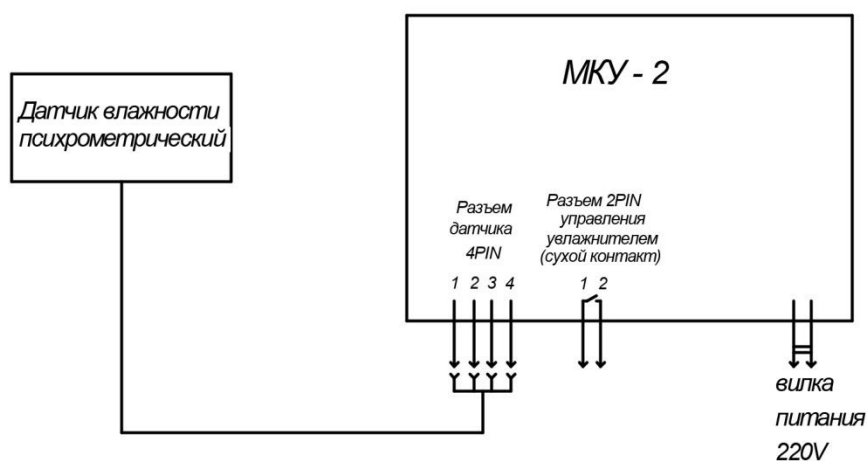 МКУ - 2
Датчик влажности
психрометрический
Разъем
датчика
4PIN
1 2 3 4
Разъем 2PIN
управления
увлажнителем
(сухой контакт)
1 2
вилка
питания
220V